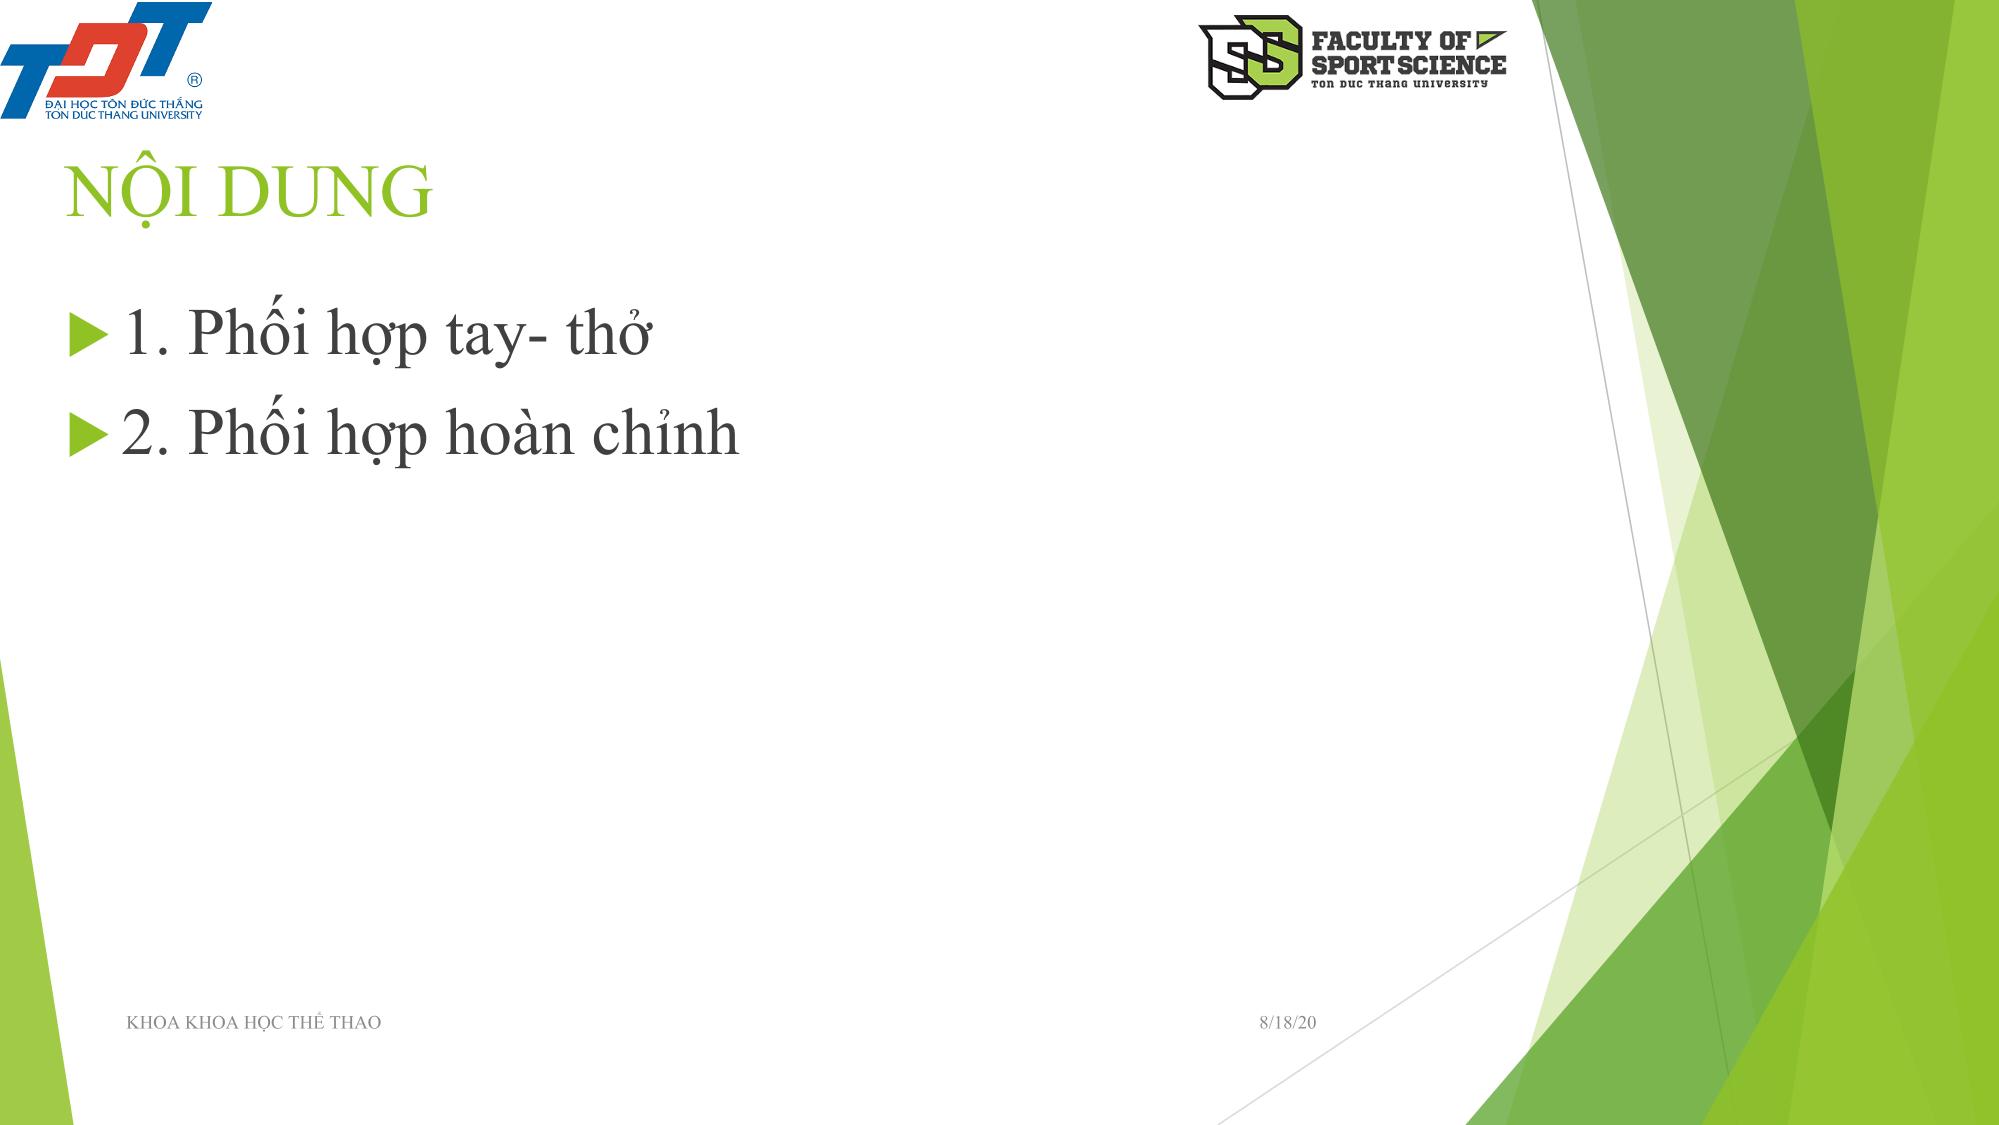 TDT
®
ĐẠI HỌC TÔN ĐỨC THẮNG
TON DUC THANG UNIVERSITY
SS
FACULTY OF
SPORT SCIENCE
TON DUC THANG UNIVERSITY
NỘI DUNG
1. Phối hợp tay- thở
2. Phối hợp hoàn chỉnh
KHOA KHOA HỌC THỂ THAO
8/18/20